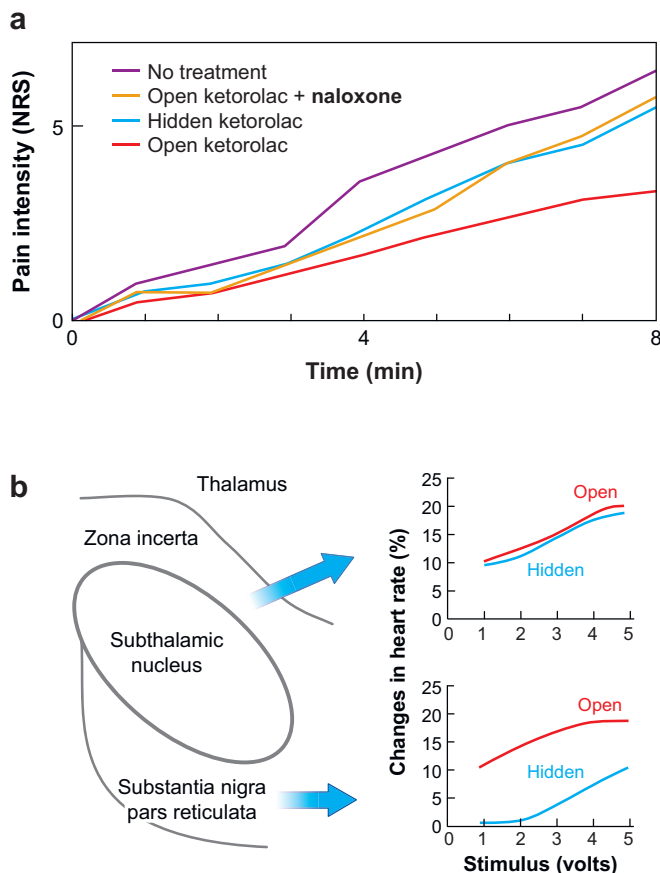 a
Pain intensity (NRS)
5
0
No treatment
Open ketorolac + naloxone
Hidden ketorolac
Open ketorolac
0
4
8
Time (min)
b
Thalamus
Zona incerta
Subthalamic
nucleus
Substantia nigra
pars reticulata
Changes in heart rate (%)
25
20
15
10
5
0
Open
Hidden
0
1
2
3
4
5
25
20
15
10
5
0
Open
Hidden
0
1
2
3
4
5
Stimulus (volts)